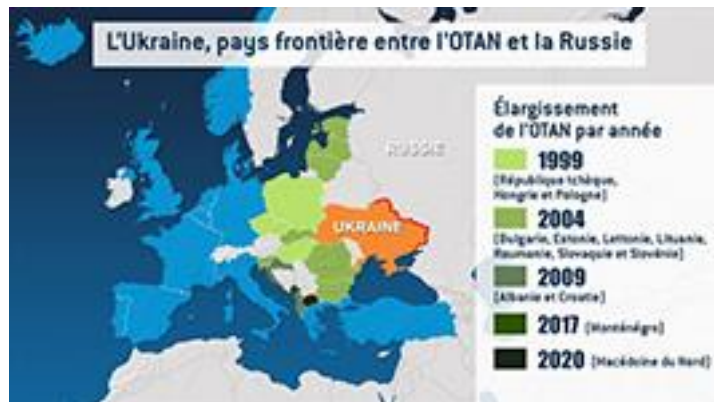 L'Ukraine, pays frontière entre l'OTAN et la Russie
RUSSIE
UKRAINE
Élargissement
de l'OTAN par année
1999
(République tchèque,
Hongrie et Pologne)
2004
(Bulgarie, Estonie, Lettonie, Lituanie,
Roumanie, Slovaquie et Slovénie)
2009
(Albanie et Croatie)
2017 (Monténégro)
2020 (Macédoine du Nord)